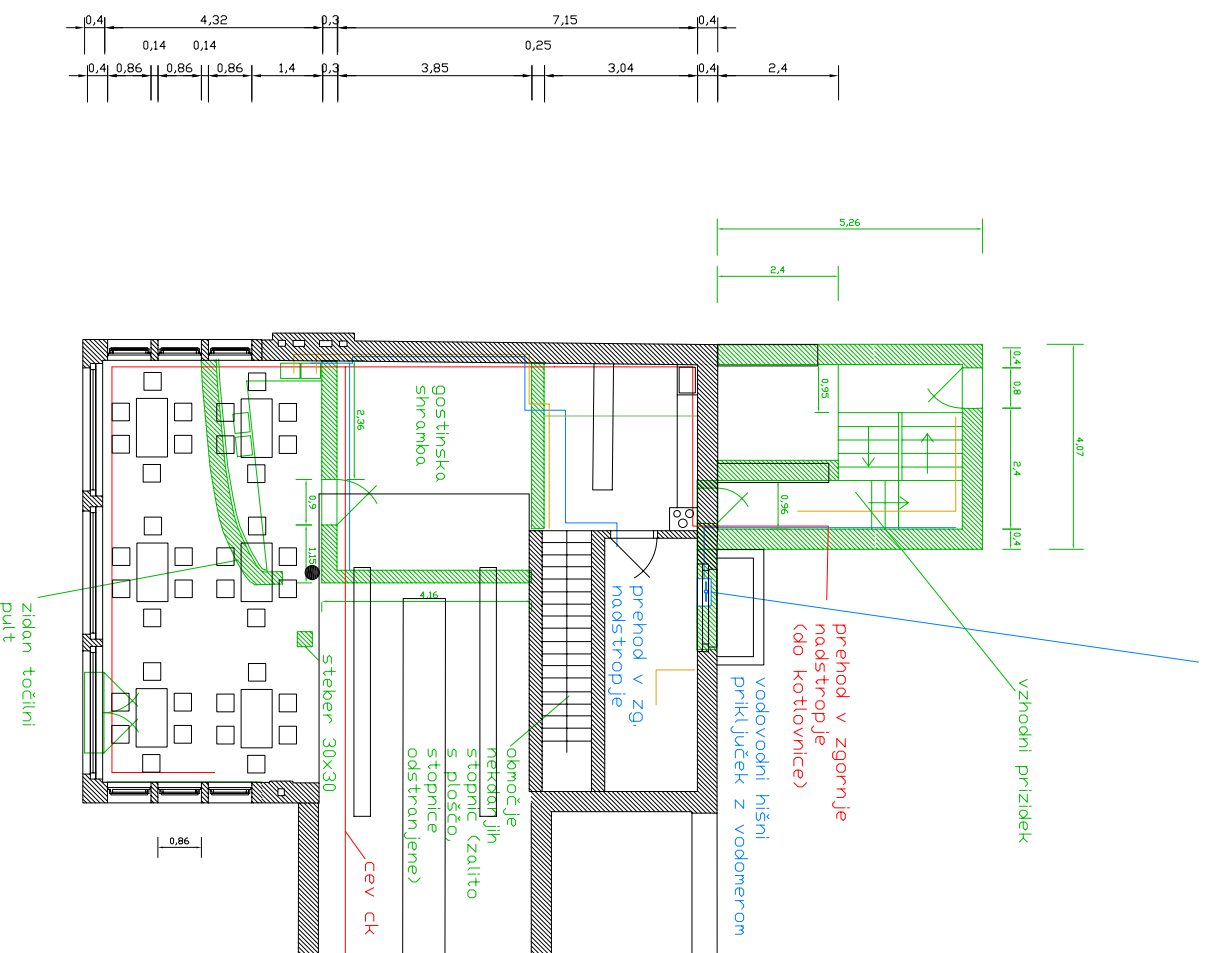 0,4
4,32
0,3
7,15
0,4
0,14
0,14
0,25
0,4
0,86
0,86
0,86
1,4
0,3
3,85
3,04
0,4
2,4
5,26
2,4
0,4
0,8
2,4
0,4
4,07
0,95
0,96
2,36
0,9
1,15
4,16
0,86
gostinska
shramba
prehod v zg.
nadstropje
prehod v zgornje
nadstropje
(do kotlovnice)
vodovodni hišni
priključek z vodomerom
vzhodni prizidek
zidan točilni
pult
steber 30x30
območje
nekdanjih
stopnic (zalito
s ploščo,
stopnice
odstranjene)
cev ck